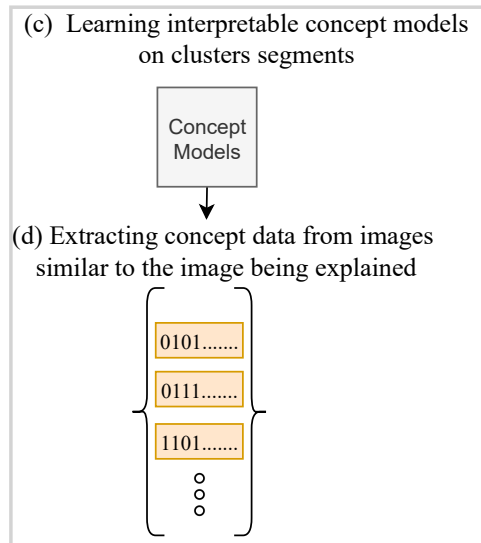 (c) Learning interpretable concept models
on clusters segments
Concept
Models
(d) Extracting concept data from images
similar to the image being explained
0101.......
0111.......
1101.......